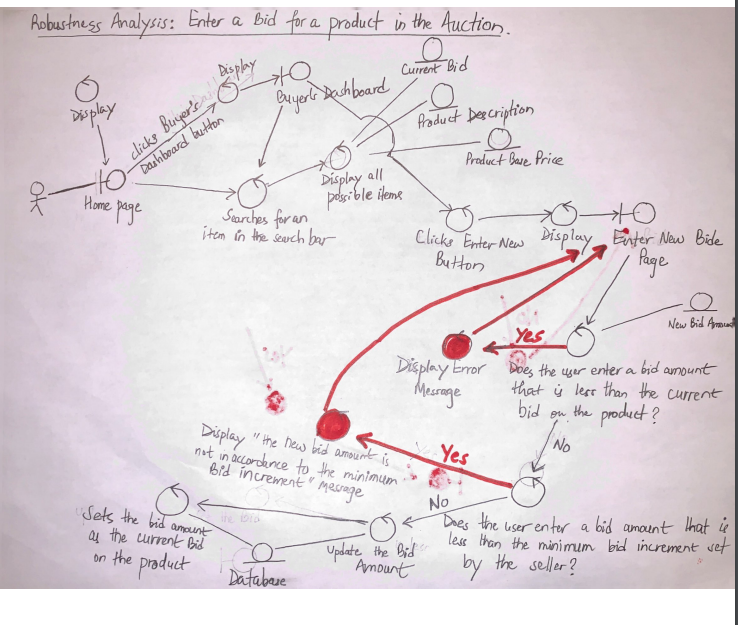 Robustness Analysis: Enter a Bid for a product in the Auction.
Display
Current Bid
Display
clicks Buyer's
Dashboard button
Buyer's Dashboard
Product Description
Product Base Price
Home page
Searches for an
item in the search bar
Display all
possible items
Clicks Enter New
Button
Display
Enter New Bide
Page
New Bid Amount
Yes
Display Error
Message
Does the user enter a bid amount
that is less than the current
bid on the product?
No
Display "the new bid amount is
not in accordance to the minimum
Bid increment" Message
Yes
No
Does the user enter a bid amount that is
less than the minimum bid increment set
by the seller?
Update the Bid
Amount
Sets the bid amount
as the current Bid
on the product
Database